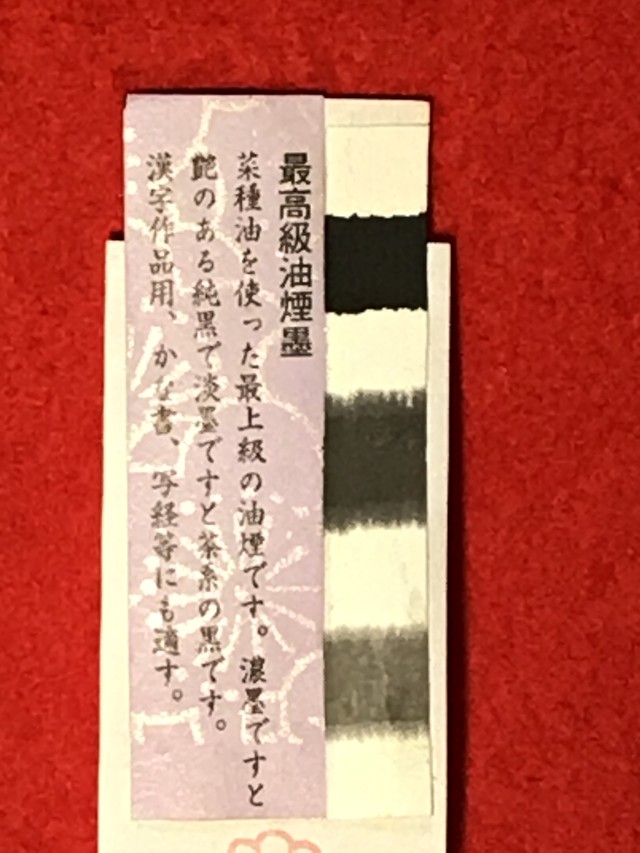 最高級油煙墨
菜種油を使った最上級の油煙です。濃墨ですと
艶のある純黒で淡墨ですと茶系の黒です。
漢字作品用、かな書、写経等にも適す。